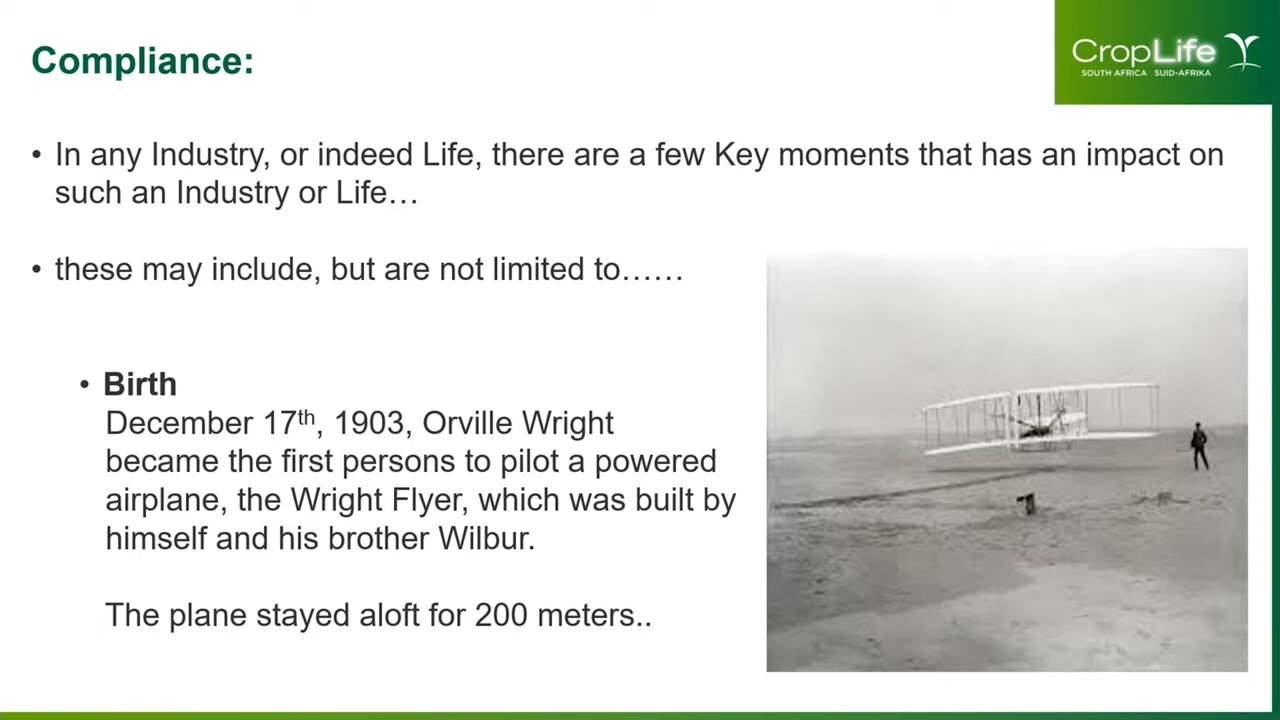 Compliance:
CropLife
SOUTH AFRICA SUID-AFRIKA
• In any Industry, or indeed Life, there are a few Key moments that has an impact on
such an Industry or Life…
• these may include, but are not limited to……
• Birth
December 17th, 1903, Orville Wright
became the first persons to pilot a powered
airplane, the Wright Flyer, which was built by
himself and his brother Wilbur.
The plane stayed aloft for 200 meters..